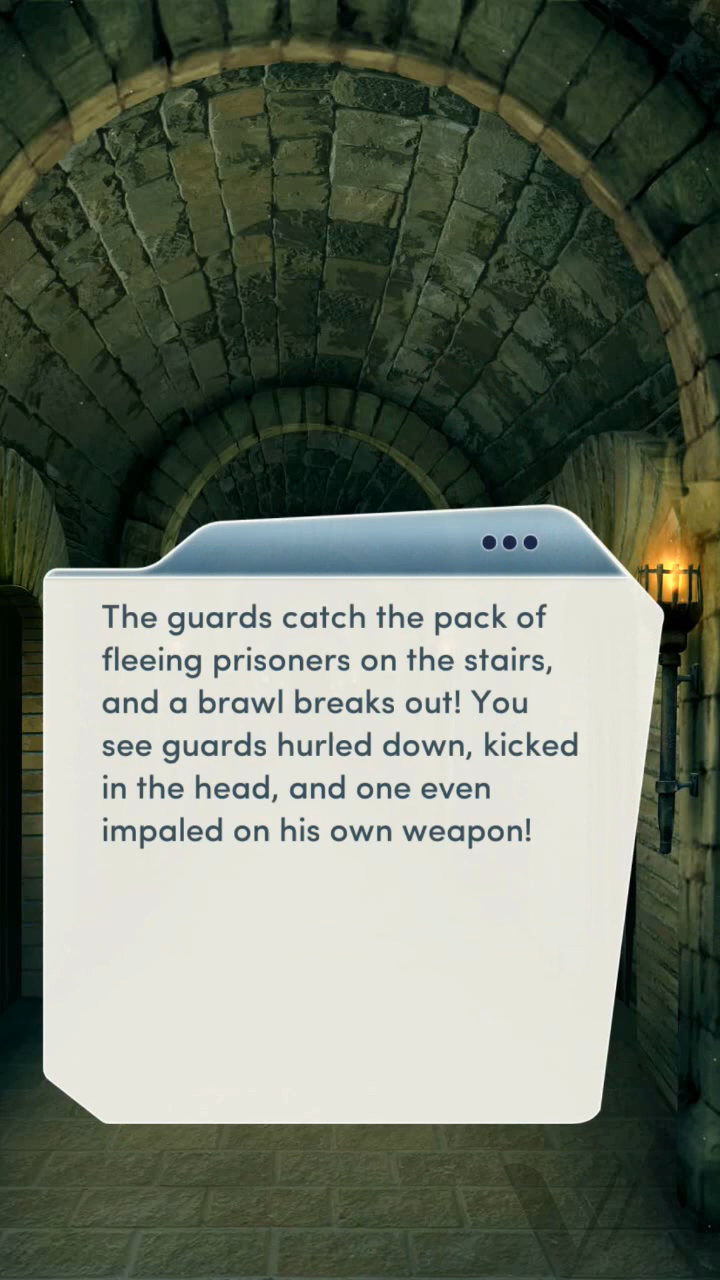 The guards catch the pack of
fleeing prisoners on the stairs,
and a brawl breaks out! You
see guards hurled down, kicked
in the head, and one even
impaled on his own weapon!